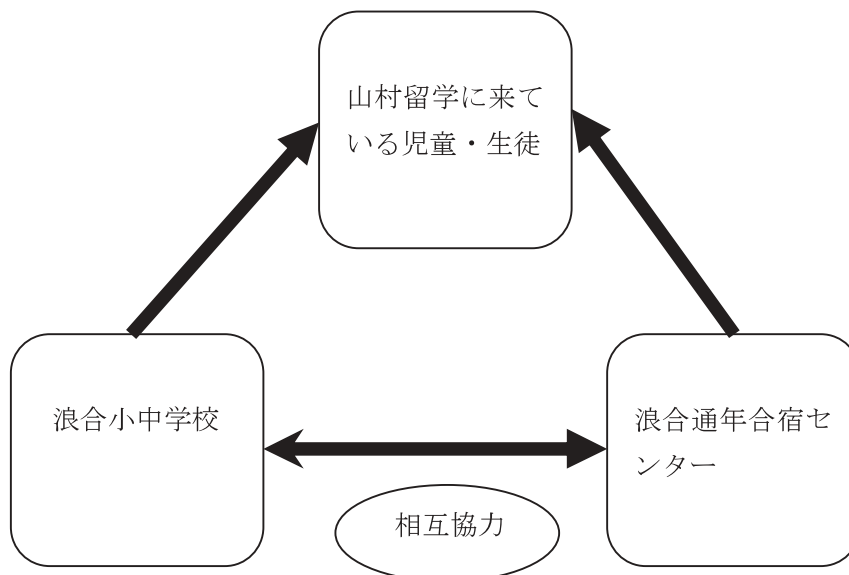 山村留学に来て
いる児童・生徒
浪合小中学校
浪合通年合宿セ
ンター
相互協力